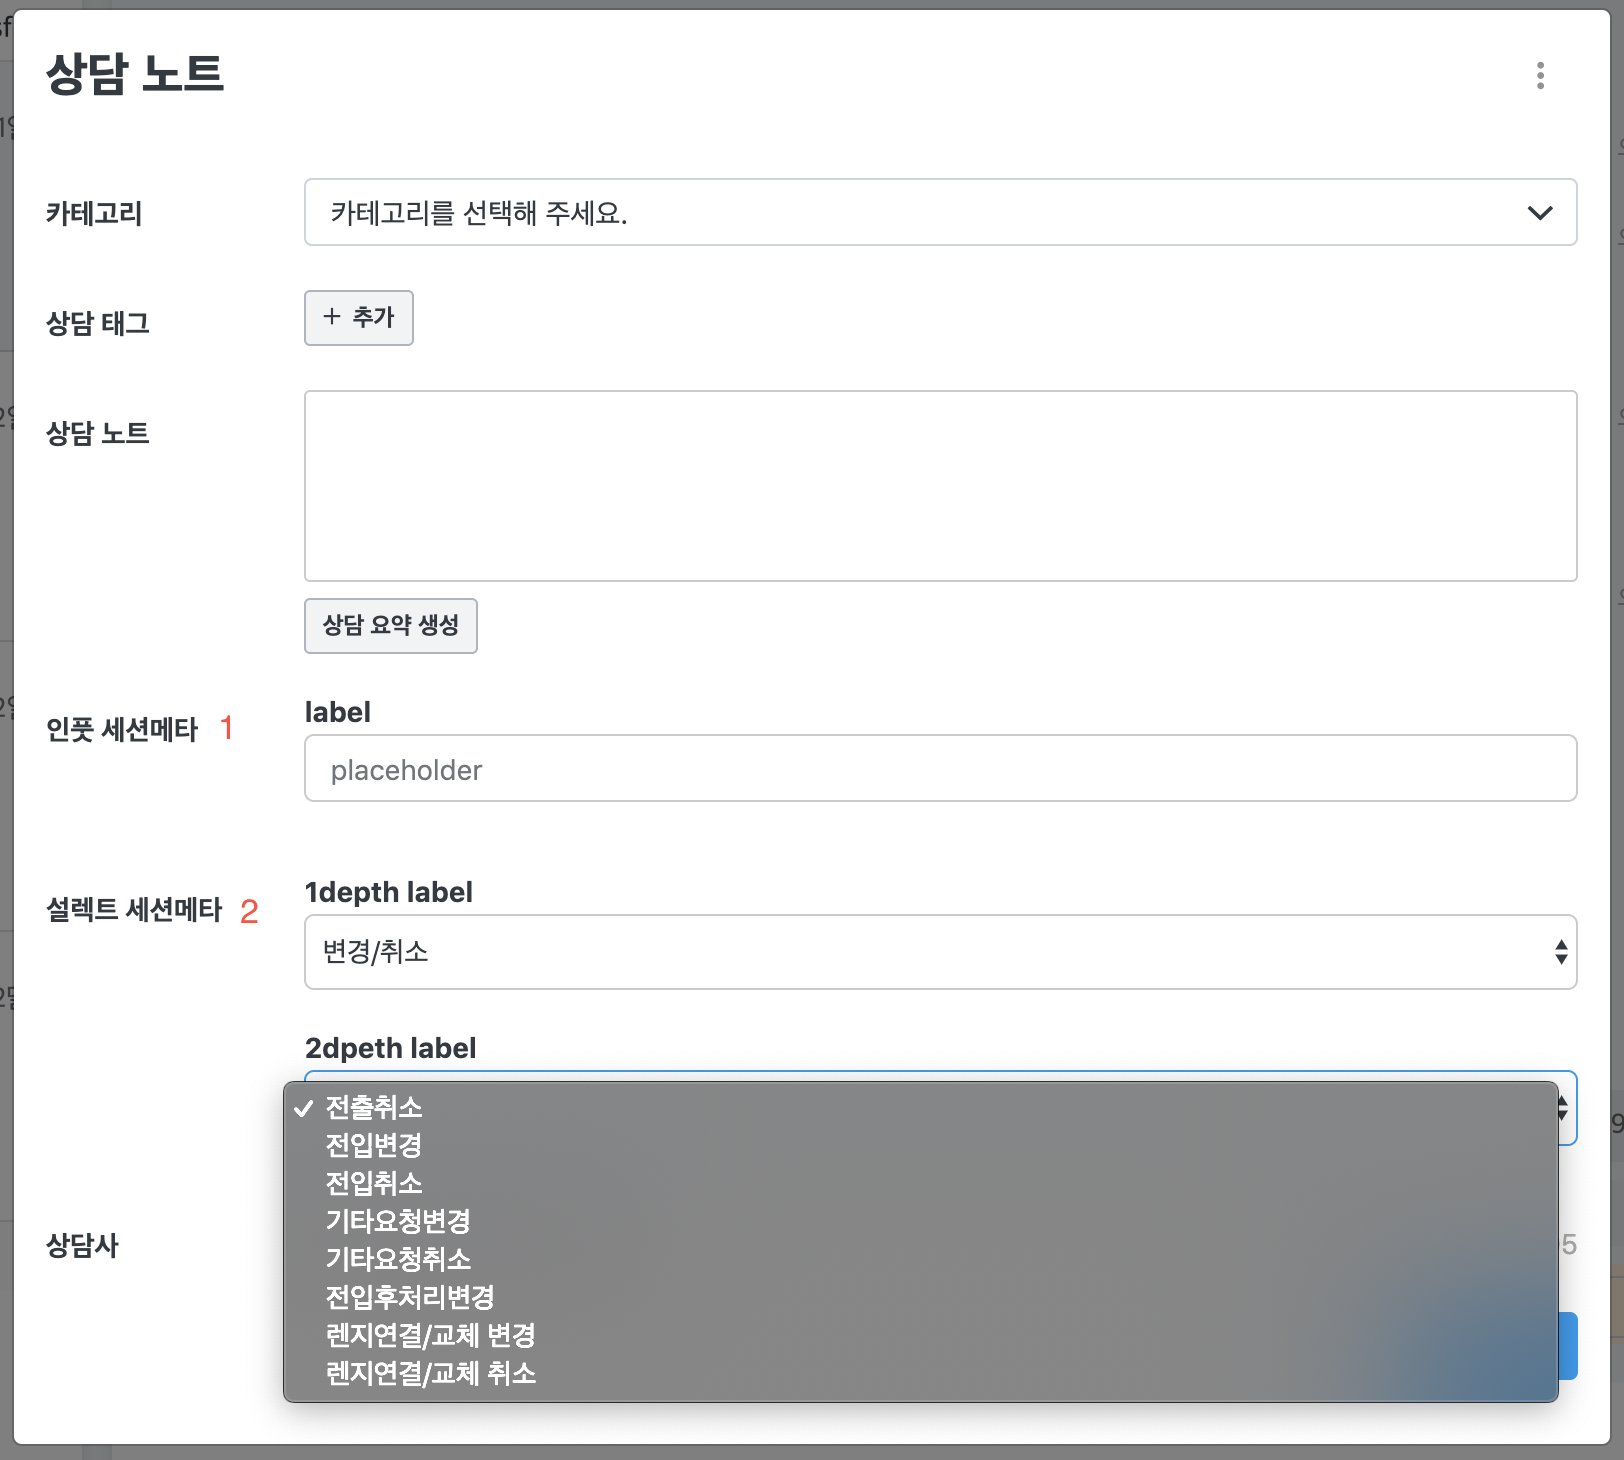 상담 노트
카테고리
카테고리를 선택해 주세요.
상담 태그
+ 추가
상담 노트
상담 요약 생성
인풋 세션메타 1
label
placeholder
설렉트 세션메타 2
1depth label
변경/취소
2dpeth label
✓ 전출취소
전입변경
전입취소
기타요청변경
기타요청취소
전입후처리변경
렌지연결/교체 변경
렌지연결/교체 취소
상담사
5